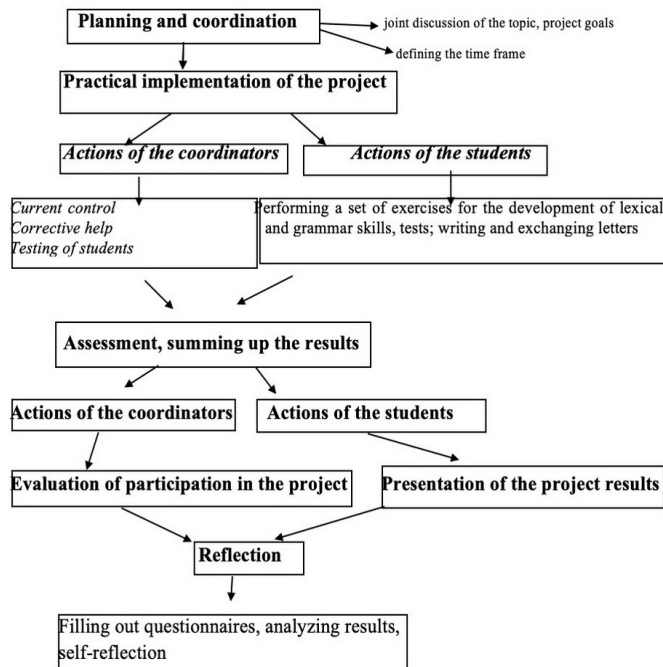 Planning and coordination
joint discussion of the topic, project goals
defining the time frame
Practical implementation of the project
Actions of the coordinators
Actions of the students
Current control
Corrective help
Testing of students
Performing a set of exercises for the development of lexical
and grammar skills, tests; writing and exchanging letters
Assessment, summing up the results
Actions of the coordinators
Actions of the students
Evaluation of participation in the project
Presentation of the project results
Reflection
Filling out questionnaires, analyzing results,
self-reflection